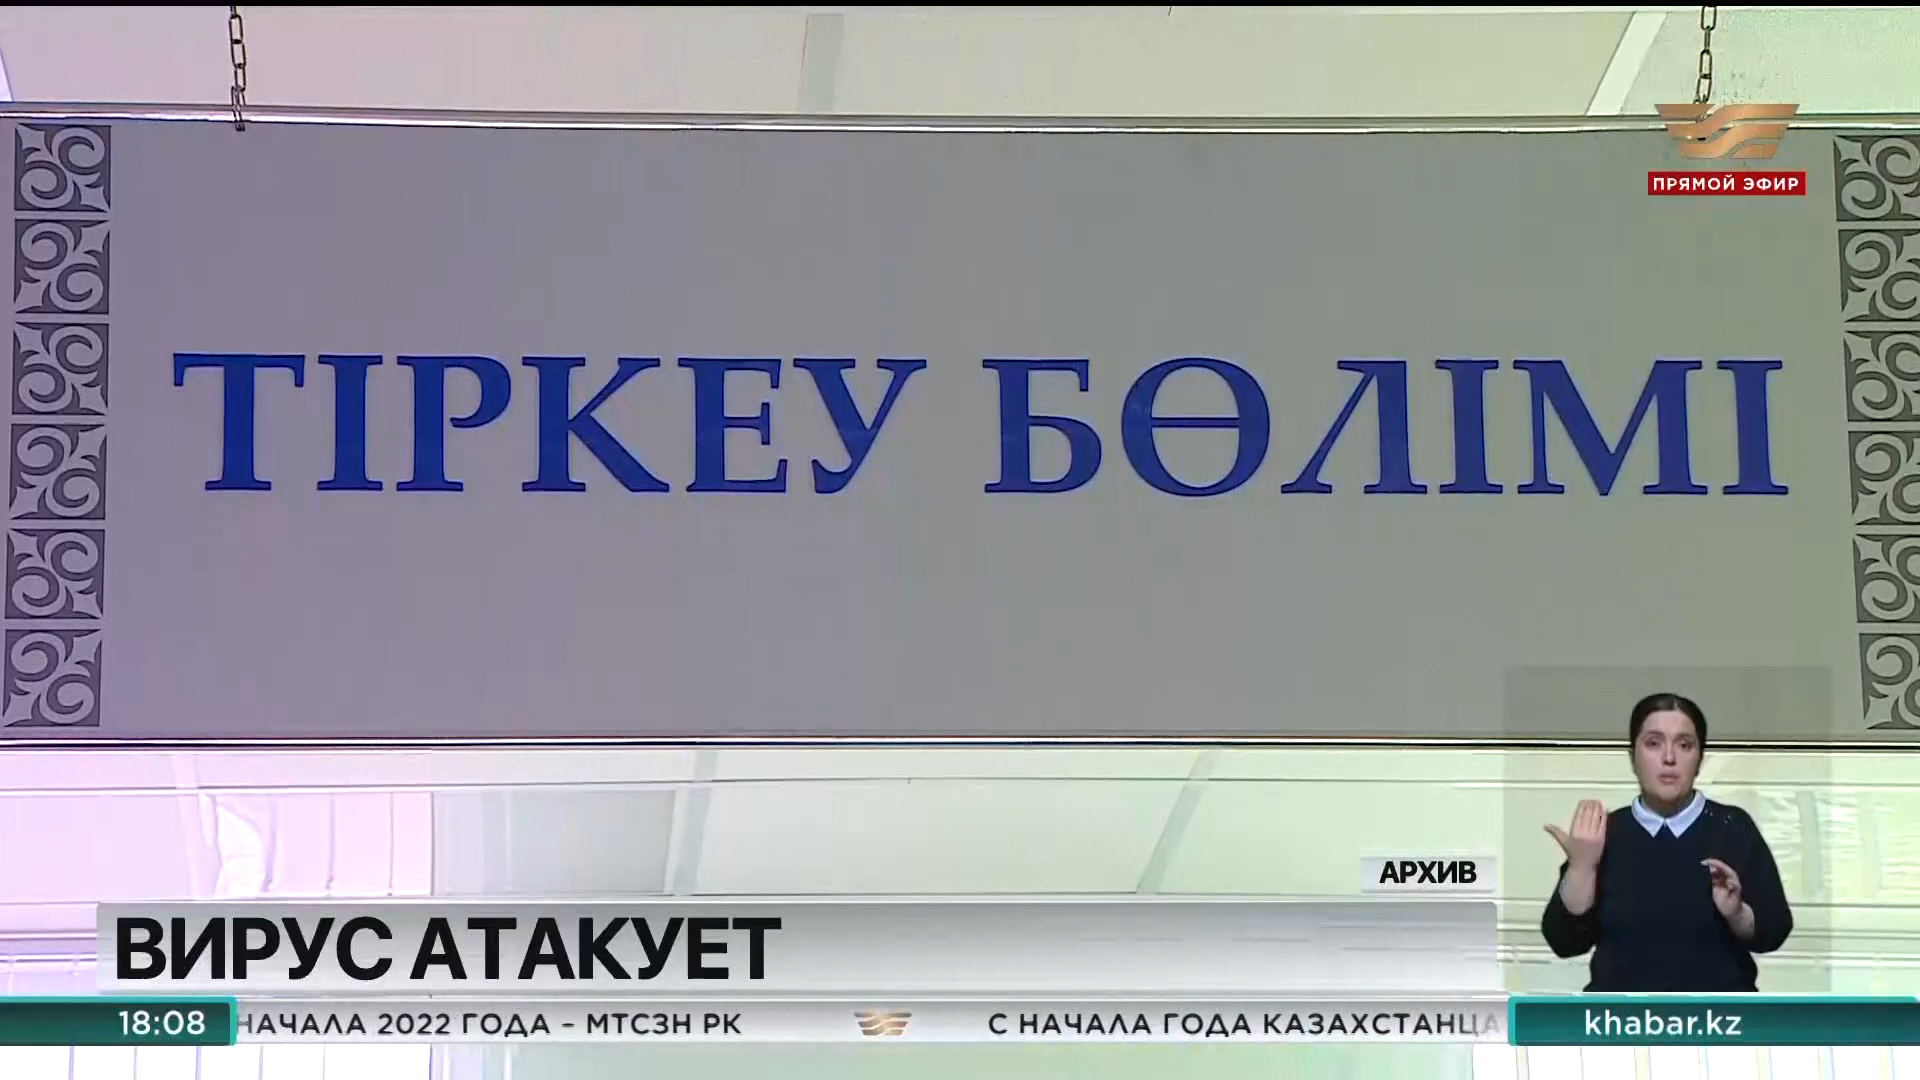 ПРЯМОЙ ЭФИР
ТІРКЕУ БӨЛІМІ
АРХИВ
ВИРУС АТАКУЕТ
18:08
НАЧАЛА 2022 ГОДА – МТСЗН РК
С НАЧАЛА ГОДА КАЗАХСТАНЦА
khabar.kz